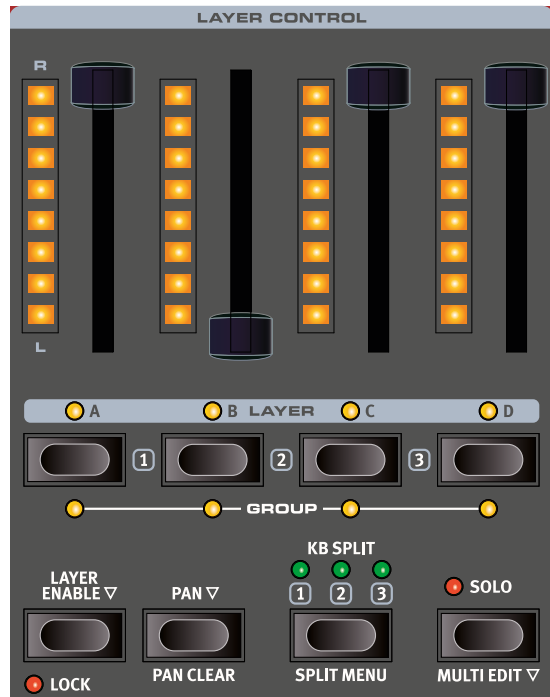 LAYER CONTROL
R
L
A B LAYER C D
1 2 3
GROUP
KB SPLIT
1 2 3
LAYER
ENABLE ▽
PAN ▽
SOLO
PAN CLEAR
SPLIT MENU
MULTI EDIT ▽
LOCK